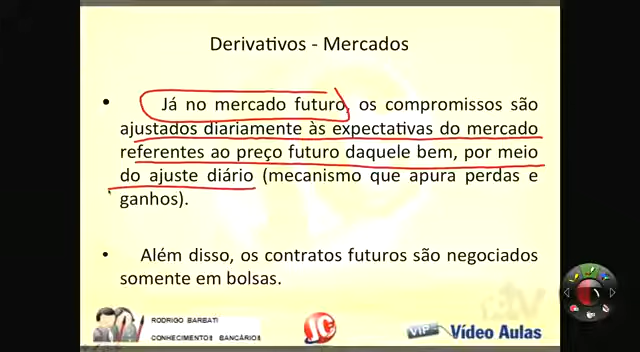 Derivativos - Mercados
• Já no mercado futuro, os compromissos são
ajustados diariamente às expectativas do mercado
referentes ao preço futuro daquele bem, por meio
do ajuste diário (mecanismo que apura perdas e
ganhos).
• Além disso, os contratos futuros são negociados
somente em bolsas.
RODRIGO BARBATI
CONHECIMENTOS BANCÁRIOS
JC
VIP Vídeo Aulas